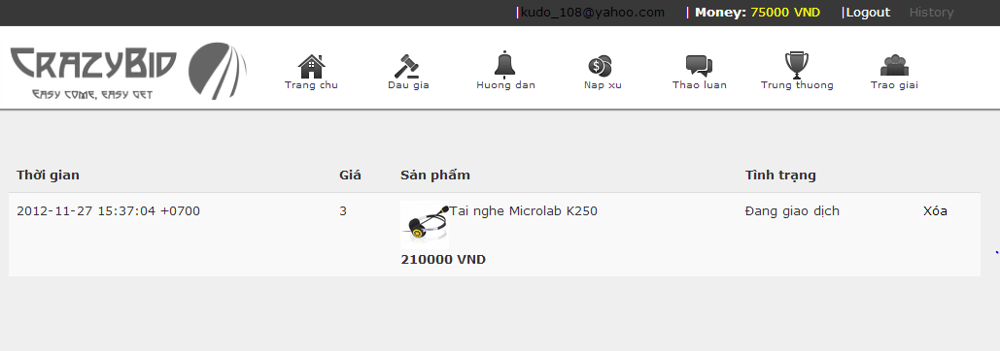 |kudo_108@yahoo.com | Money: 75000 VND |Logout History
CRAZYBID
EASY COME, EASY GET
Trang chu Dau gia Huong dan Nap xu Thao luan Trung thuong Trao giai
Thời gian Giá Sản phẩm Tình trạng
2012-11-27 15:37:04 +0700 3 Tai nghe Microlab K250 Đang giao dịch Xóa
210000 VND